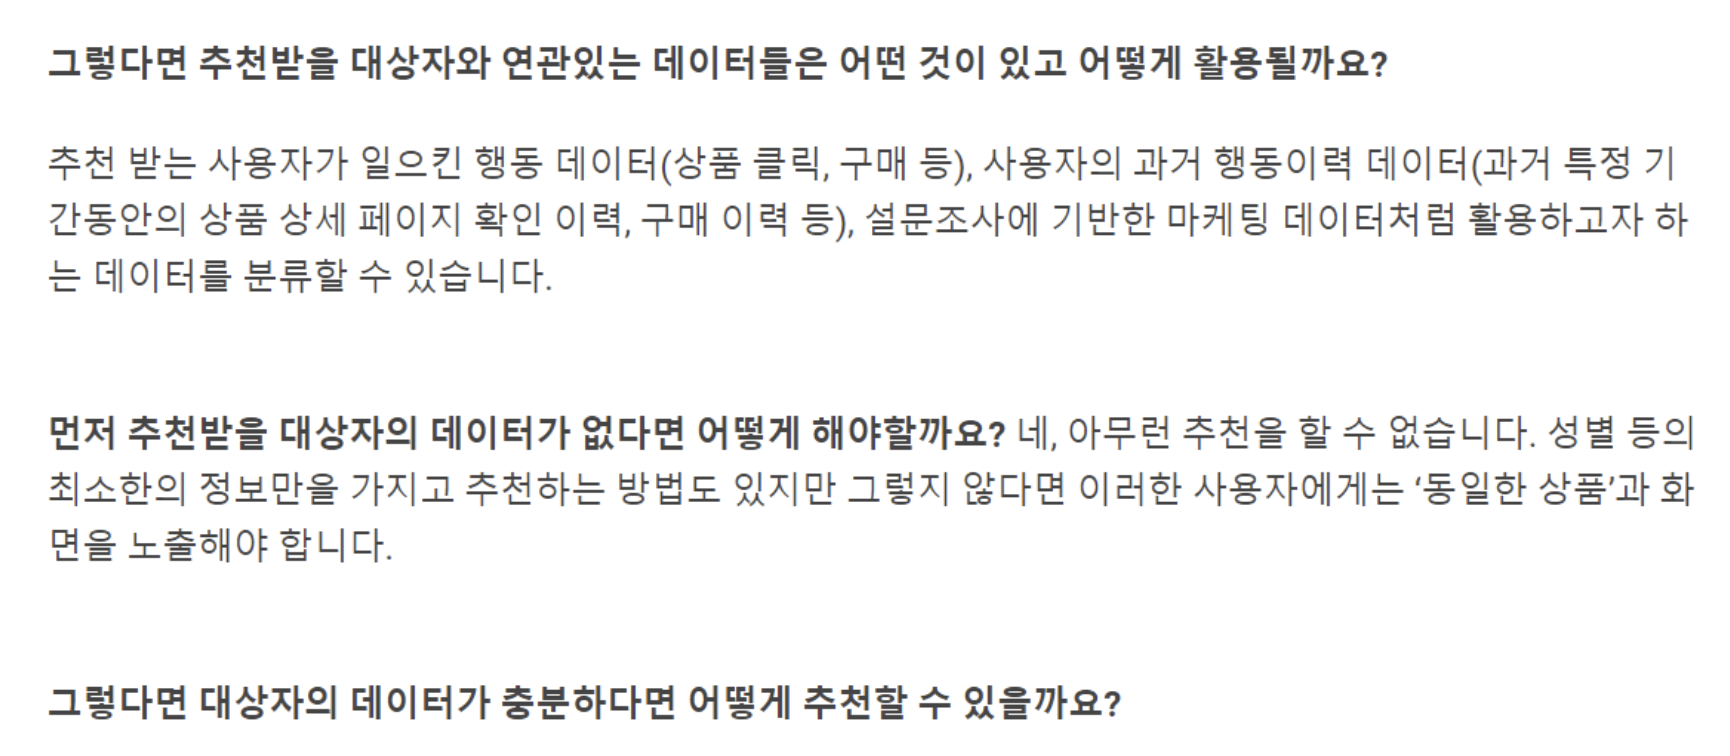 그렇다면 추천받을 대상자와 연관있는 데이터들은 어떤 것이 있고 어떻게 활용될까요?
추천 받는 사용자가 일으킨 행동 데이터(상품 클릭, 구매 등), 사용자의 과거 행동이력 데이터(과거 특정 기
간동안의 상품 상세 페이지 확인 이력, 구매 이력 등), 설문조사에 기반한 마케팅 데이터처럼 활용하고자 하
는 데이터를 분류할 수 있습니다.
먼저 추천받을 대상자의 데이터가 없다면 어떻게 해야할까요? 네, 아무런 추천을 할 수 없습니다. 성별 등의
최소한의 정보만을 가지고 추천하는 방법도 있지만 그렇지 않다면 이러한 사용자에게는 ‘동일한 상품’과 화
면을 노출해야 합니다.
그렇다면 대상자의 데이터가 충분하다면 어떻게 추천할 수 있을까요?